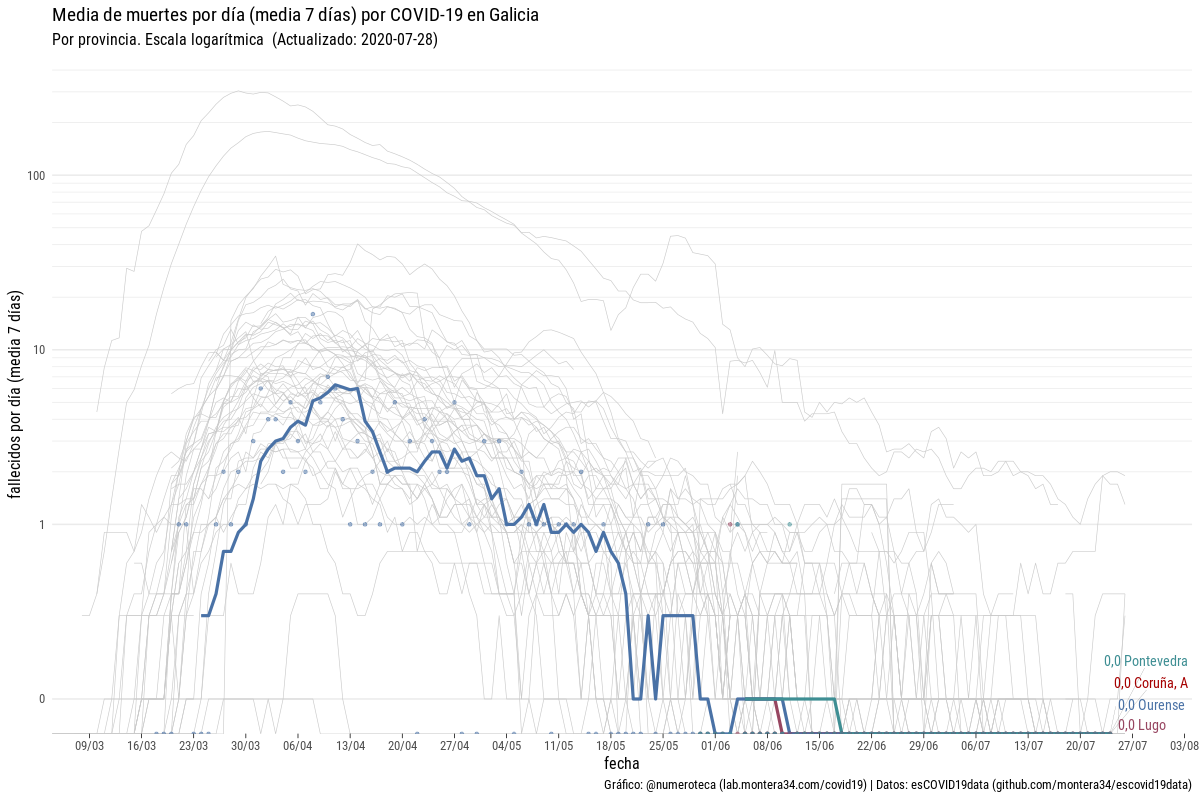 Media de muertes por día (media 7 días) por COVID-19 en Galicia
Por provincia. Escala logarítmica  (Actualizado: 2020-07-28)
fallecidos por día (media 7 días)
100
10
1
0
0,0 Pontevedra
0,0 Coruña, A
0,0 Ourense
0,0 Lugo
09/03 16/03 23/03 30/03 06/04 13/04 20/04 27/04 04/05 11/05 18/05 25/05 01/06 08/06 15/06 22/06 29/06 06/07 13/07 20/07 27/07 03/08
fecha
Gráfico: @numeroteca (lab.montera34.com/covid19) | Datos: esCOVID19data (github.com/montera34/escovid19data)